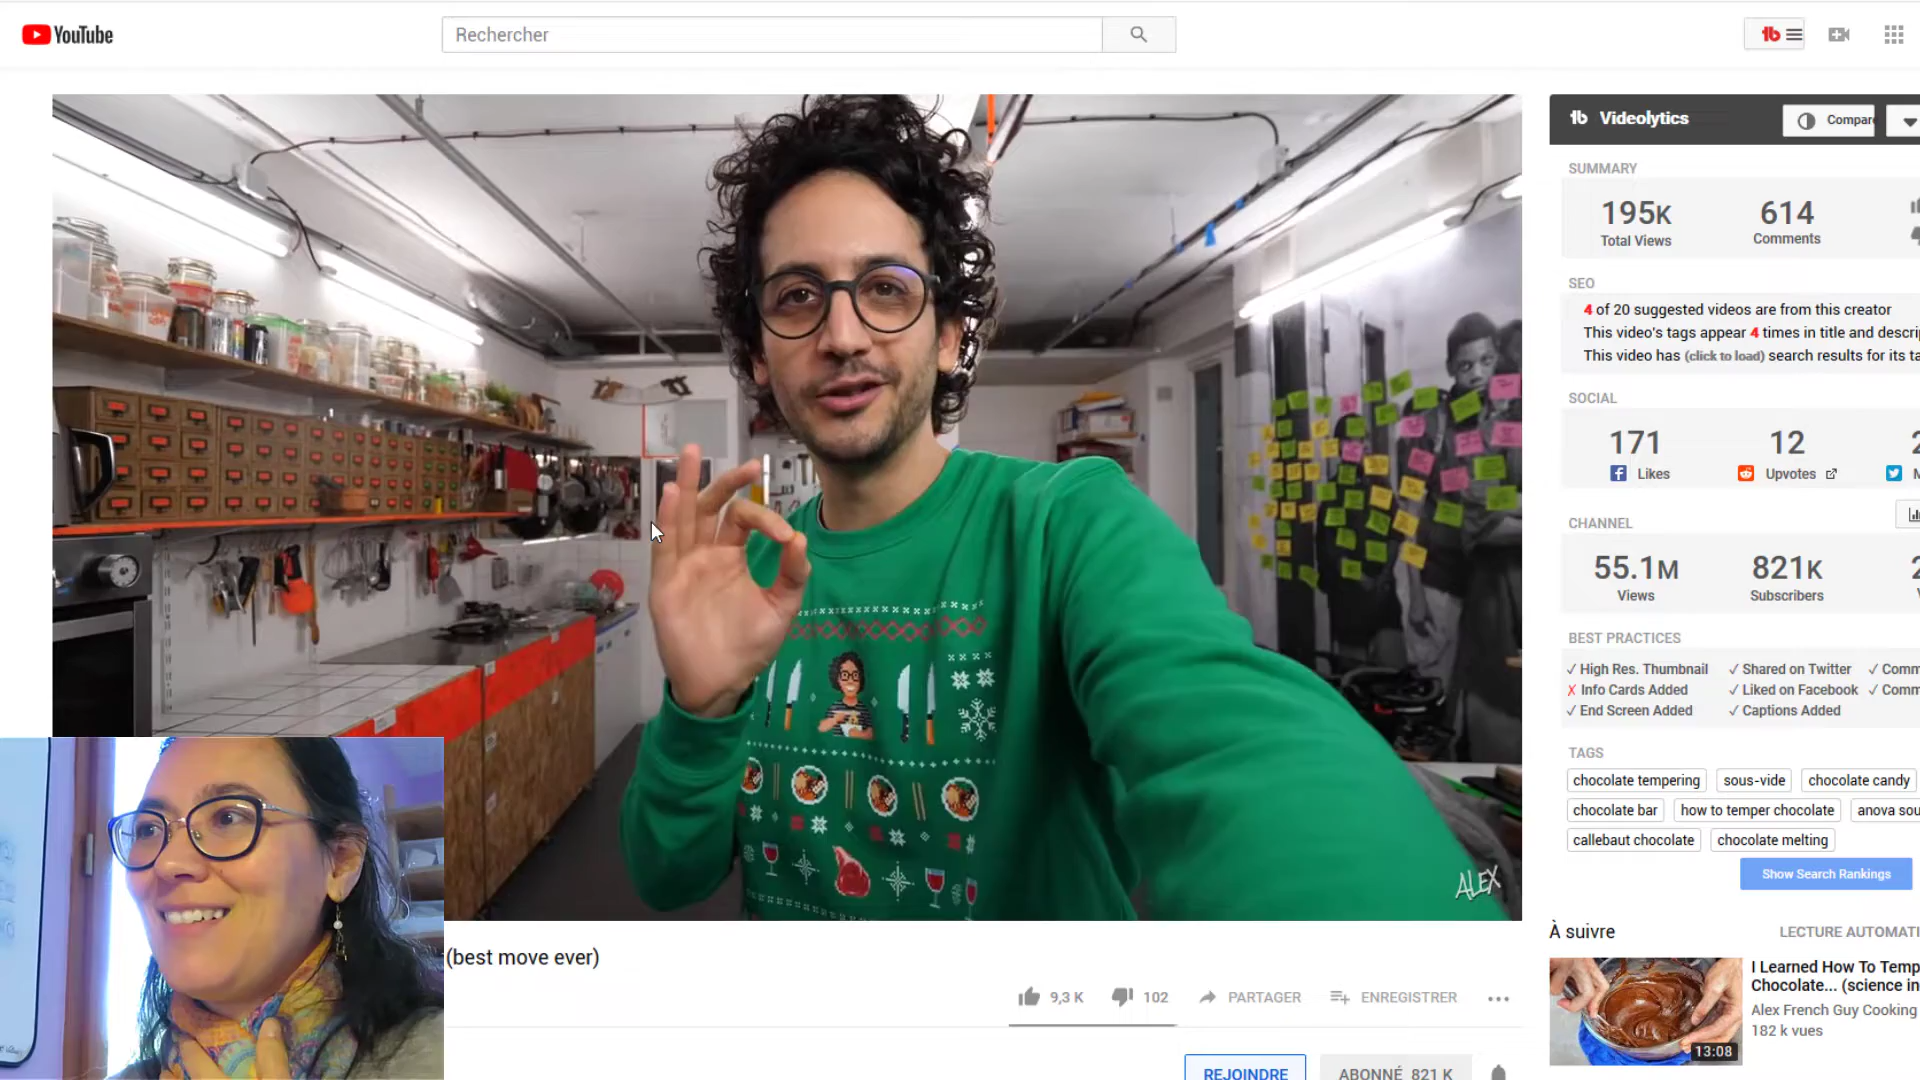 YouTube
Rechercher
Videolytics
Compar
SUMMARY
195K
Total Views
614
Comments
SEO
4 of 20 suggested videos are from this creator
This video's tags appear 4 times in title and descrip
This video has (click to load) search results for its ta
SOCIAL
171
Likes
12
Upvotes
CHANNEL
55.1M
Views
821K
Subscribers
BEST PRACTICES
✓ High Res. Thumbnail ✓ Shared on Twitter ✓ Comm
✗ Info Cards Added ✓ Liked on Facebook ✓ Comm
✓ End Screen Added ✓ Captions Added
TAGS
chocolate tempering sous-vide chocolate candy
chocolate bar how to temper chocolate anova sou
callebaut chocolate chocolate melting
Show Search Rankings
ALEX
(best move ever)
9,3 K 102 PARTAGER ENREGISTRER
REJOINDRE ABONNÉ 821 K
À suivre
LECTURE AUTOMATI
I Learned How To Temp
Chocolate... (science in
Alex French Guy Cooking
182 k vues
13:08